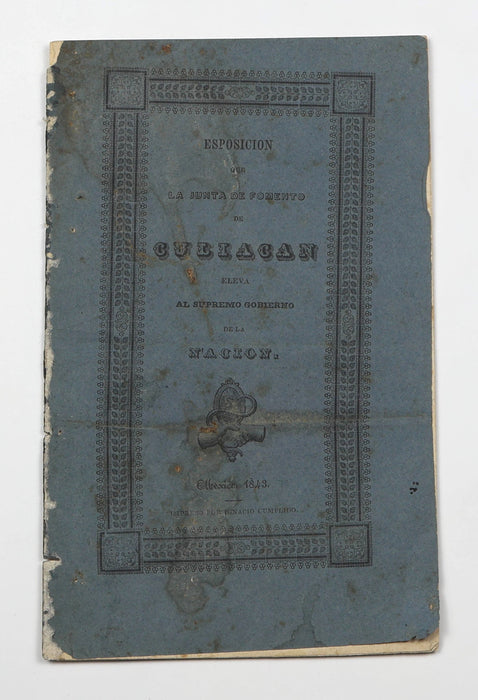 ESPOSICION
QUE
LA JUNTA DE FOMENTO
DE
CULIACAN
ELEVA
AL SUPREMO GOBIERNO
DE LA
NACION.
1843.
IMPRESO POR IGNACIO CUMPLIDO.